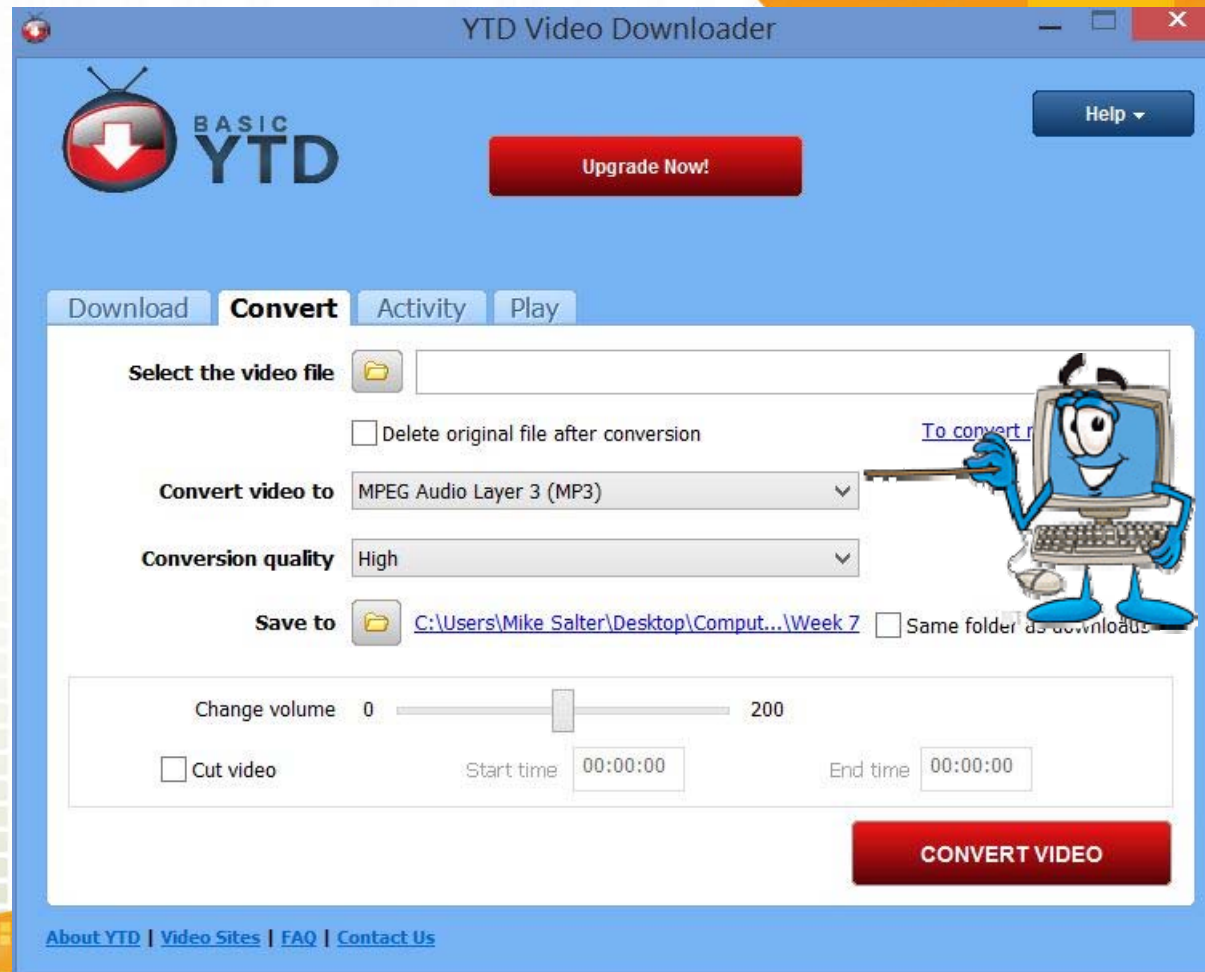 YTD Video Downloader
BASIC
YTD
Help
Upgrade Now!
Download Convert Activity Play
Select the video file
Delete original file after conversion To convert
Convert video to MPEG Audio Layer 3 (MP3)
Conversion quality High
Save to C:\Users\Mike Salter\Desktop\Comput...\Week 7 Same folder as downloads
Change volume 0 200
Cut video Start time 00:00:00 End time 00:00:00
CONVERT VIDEO
About YTD | Video Sites | FAQ | Contact Us